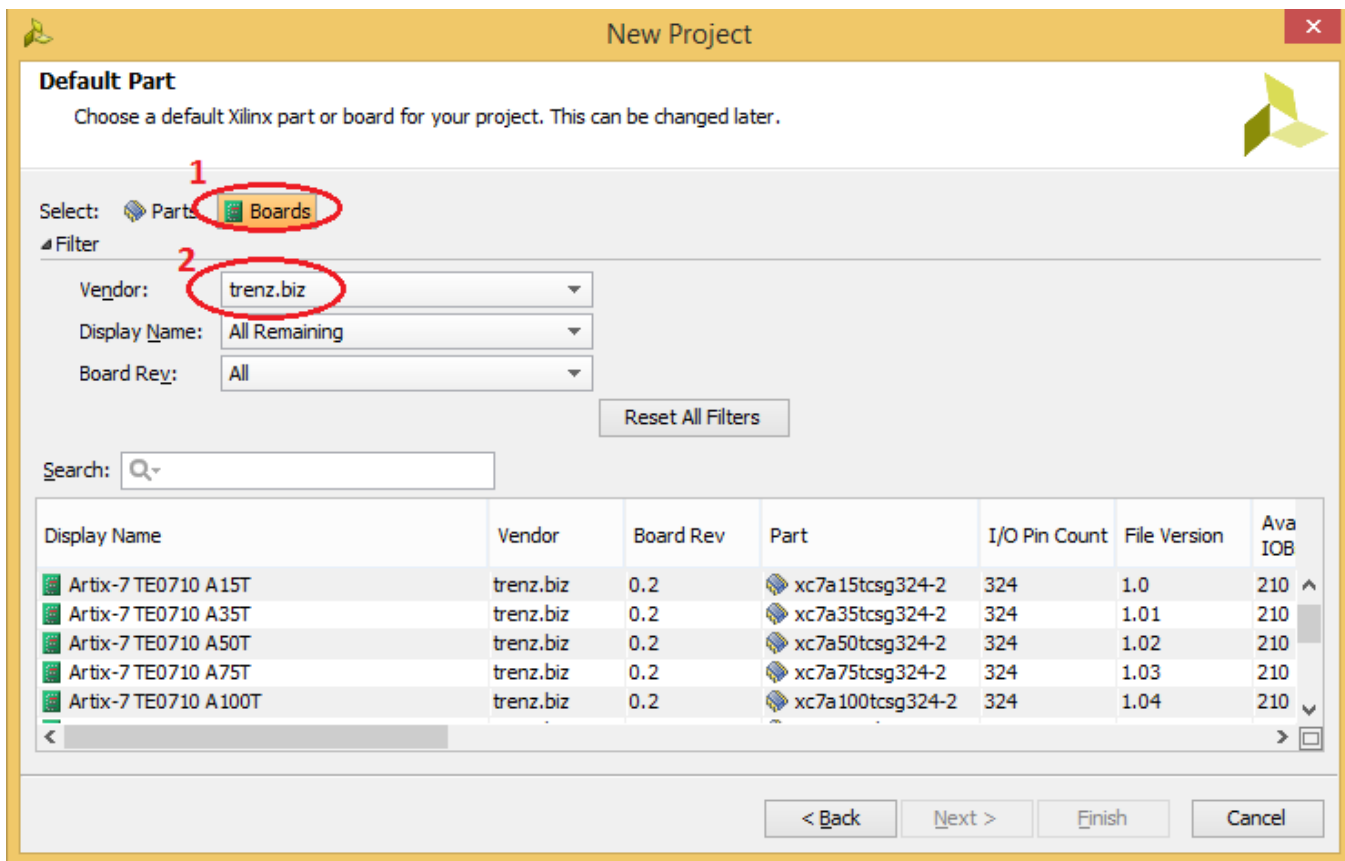 New Project
Default Part
Choose a default Xilinx part or board for your project. This can be changed later.
1
Select: Parts Boards
Filter
2
Vendor: trenz.biz
Display Name: All Remaining
Board Rev: All
Reset All Filters
Search:
Display Name Vendor Board Rev Part I/O Pin Count File Version Ava IOB
Artix-7 TE0710 A15T trenz.biz 0.2 xc7a15tcsg324-2 324 1.0 210
Artix-7 TE0710 A35T trenz.biz 0.2 xc7a35tcsg324-2 324 1.01 210
Artix-7 TE0710 A50T trenz.biz 0.2 xc7a50tcsg324-2 324 1.02 210
Artix-7 TE0710 A75T trenz.biz 0.2 xc7a75tcsg324-2 324 1.03 210
Artix-7 TE0710 A100T trenz.biz 0.2 xc7a100tcsg324-2 324 1.04 210
< Back Next > Finish Cancel